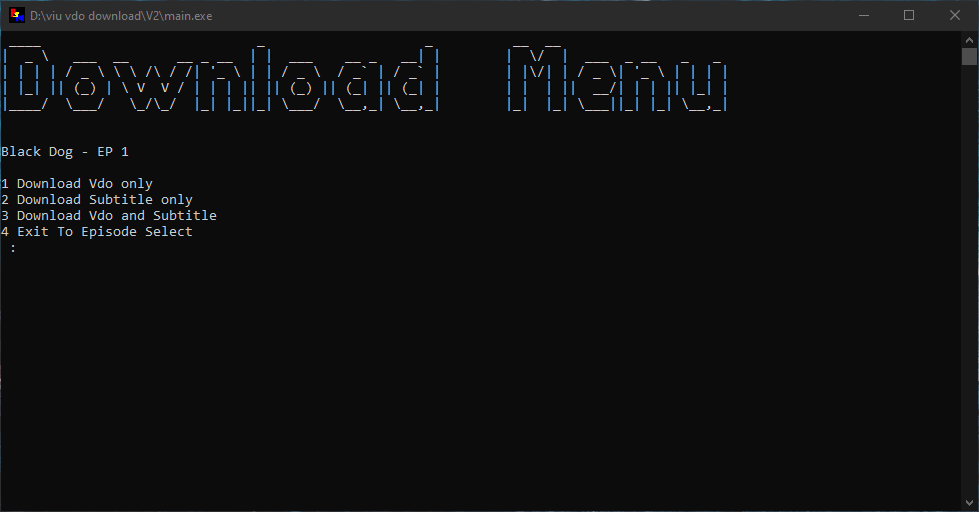 D:\viu vdo download\V2\main.exe
Download Menu
Black Dog - EP 1
1 Download Vdo only
2 Download Subtitle only
3 Download Vdo and Subtitle
4 Exit To Episode Select
: